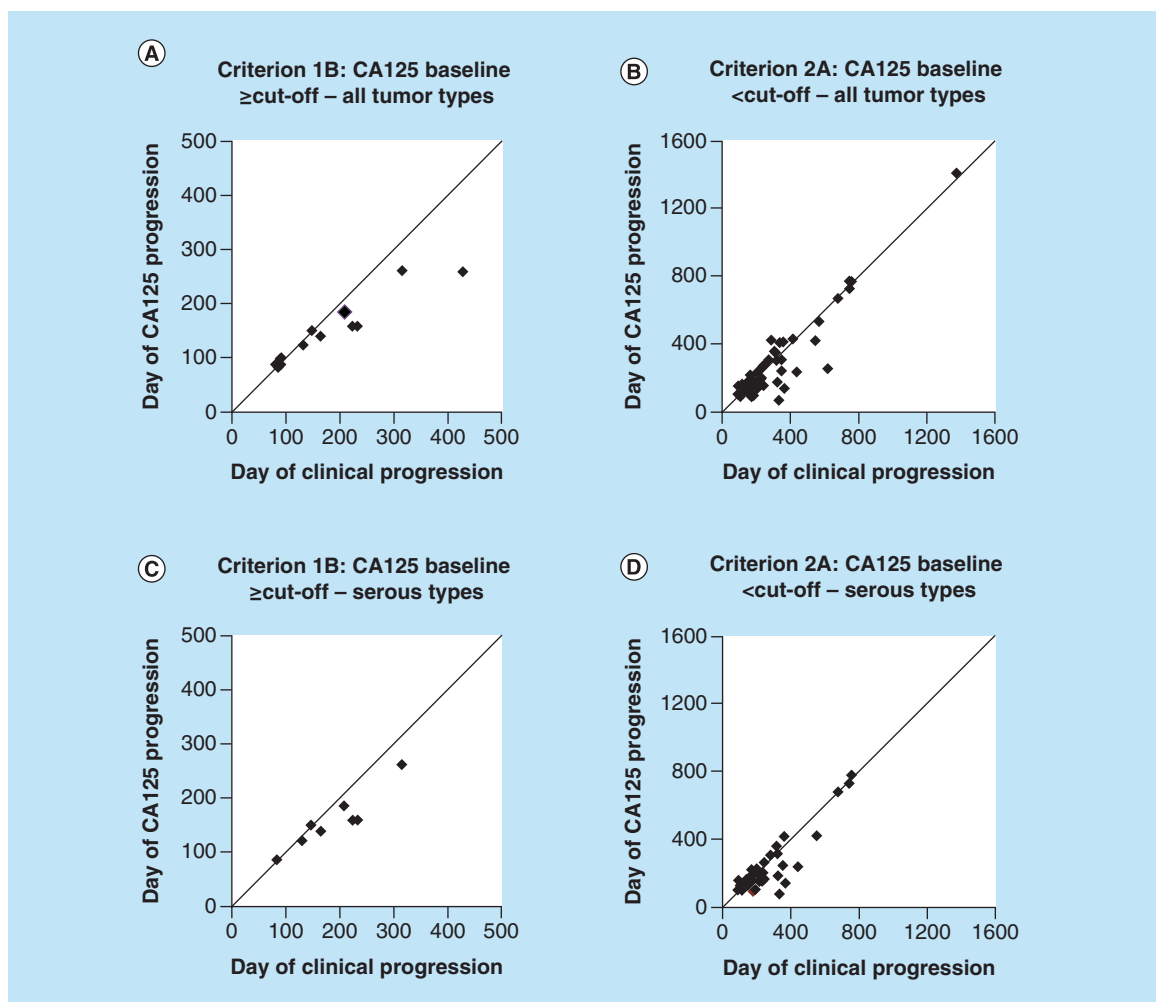 A
Criterion 1B: CA125 baseline
≥cut-off – all tumor types
Day of CA125 progression
500
400
300
200
100
0
0 100 200 300 400 500
Day of clinical progression
B
Criterion 2A: CA125 baseline
<cut-off – all tumor types
Day of CA125 progression
1600
1200
800
400
0
0 400 800 1200 1600
Day of clinical progression
C
Criterion 1B: CA125 baseline
≥cut-off – serous types
Day of CA125 progression
500
400
300
200
100
0
0 100 200 300 400 500
Day of clinical progression
D
Criterion 2A: CA125 baseline
<cut-off – serous types
Day of CA125 progression
1600
1200
800
400
0
0 400 800 1200 1600
Day of clinical progression